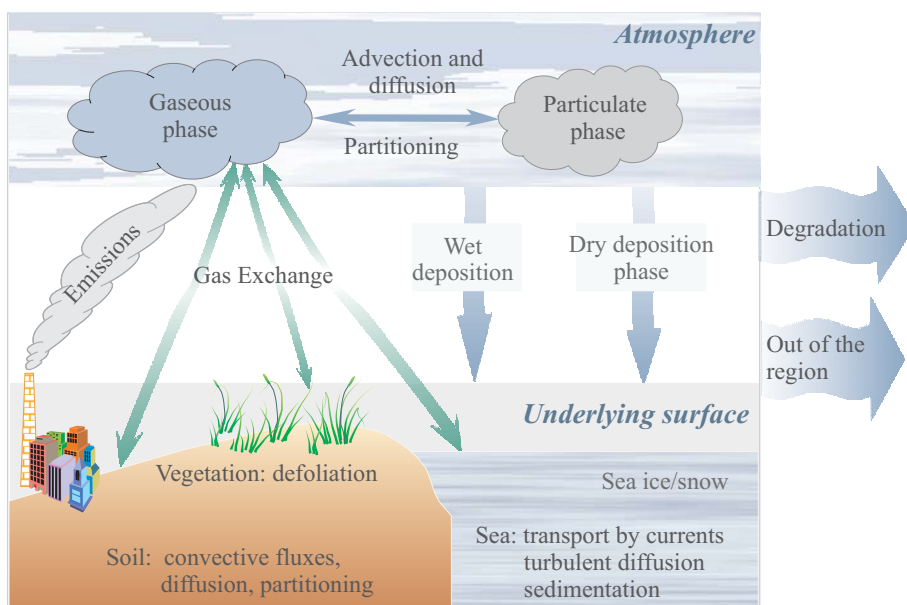 Atmosphere
Advection and
diffusion
Gaseous
phase
Particulate
phase
Partitioning
Emissions
Gas Exchange
Wet
deposition
Dry deposition
phase
Degradation
Out of the
region
Underlying surface
Vegetation: defoliation
Sea ice/snow
Soil: convective fluxes,
diffusion, partitioning
Sea: transport by currents
turbulent diffusion
sedimentation